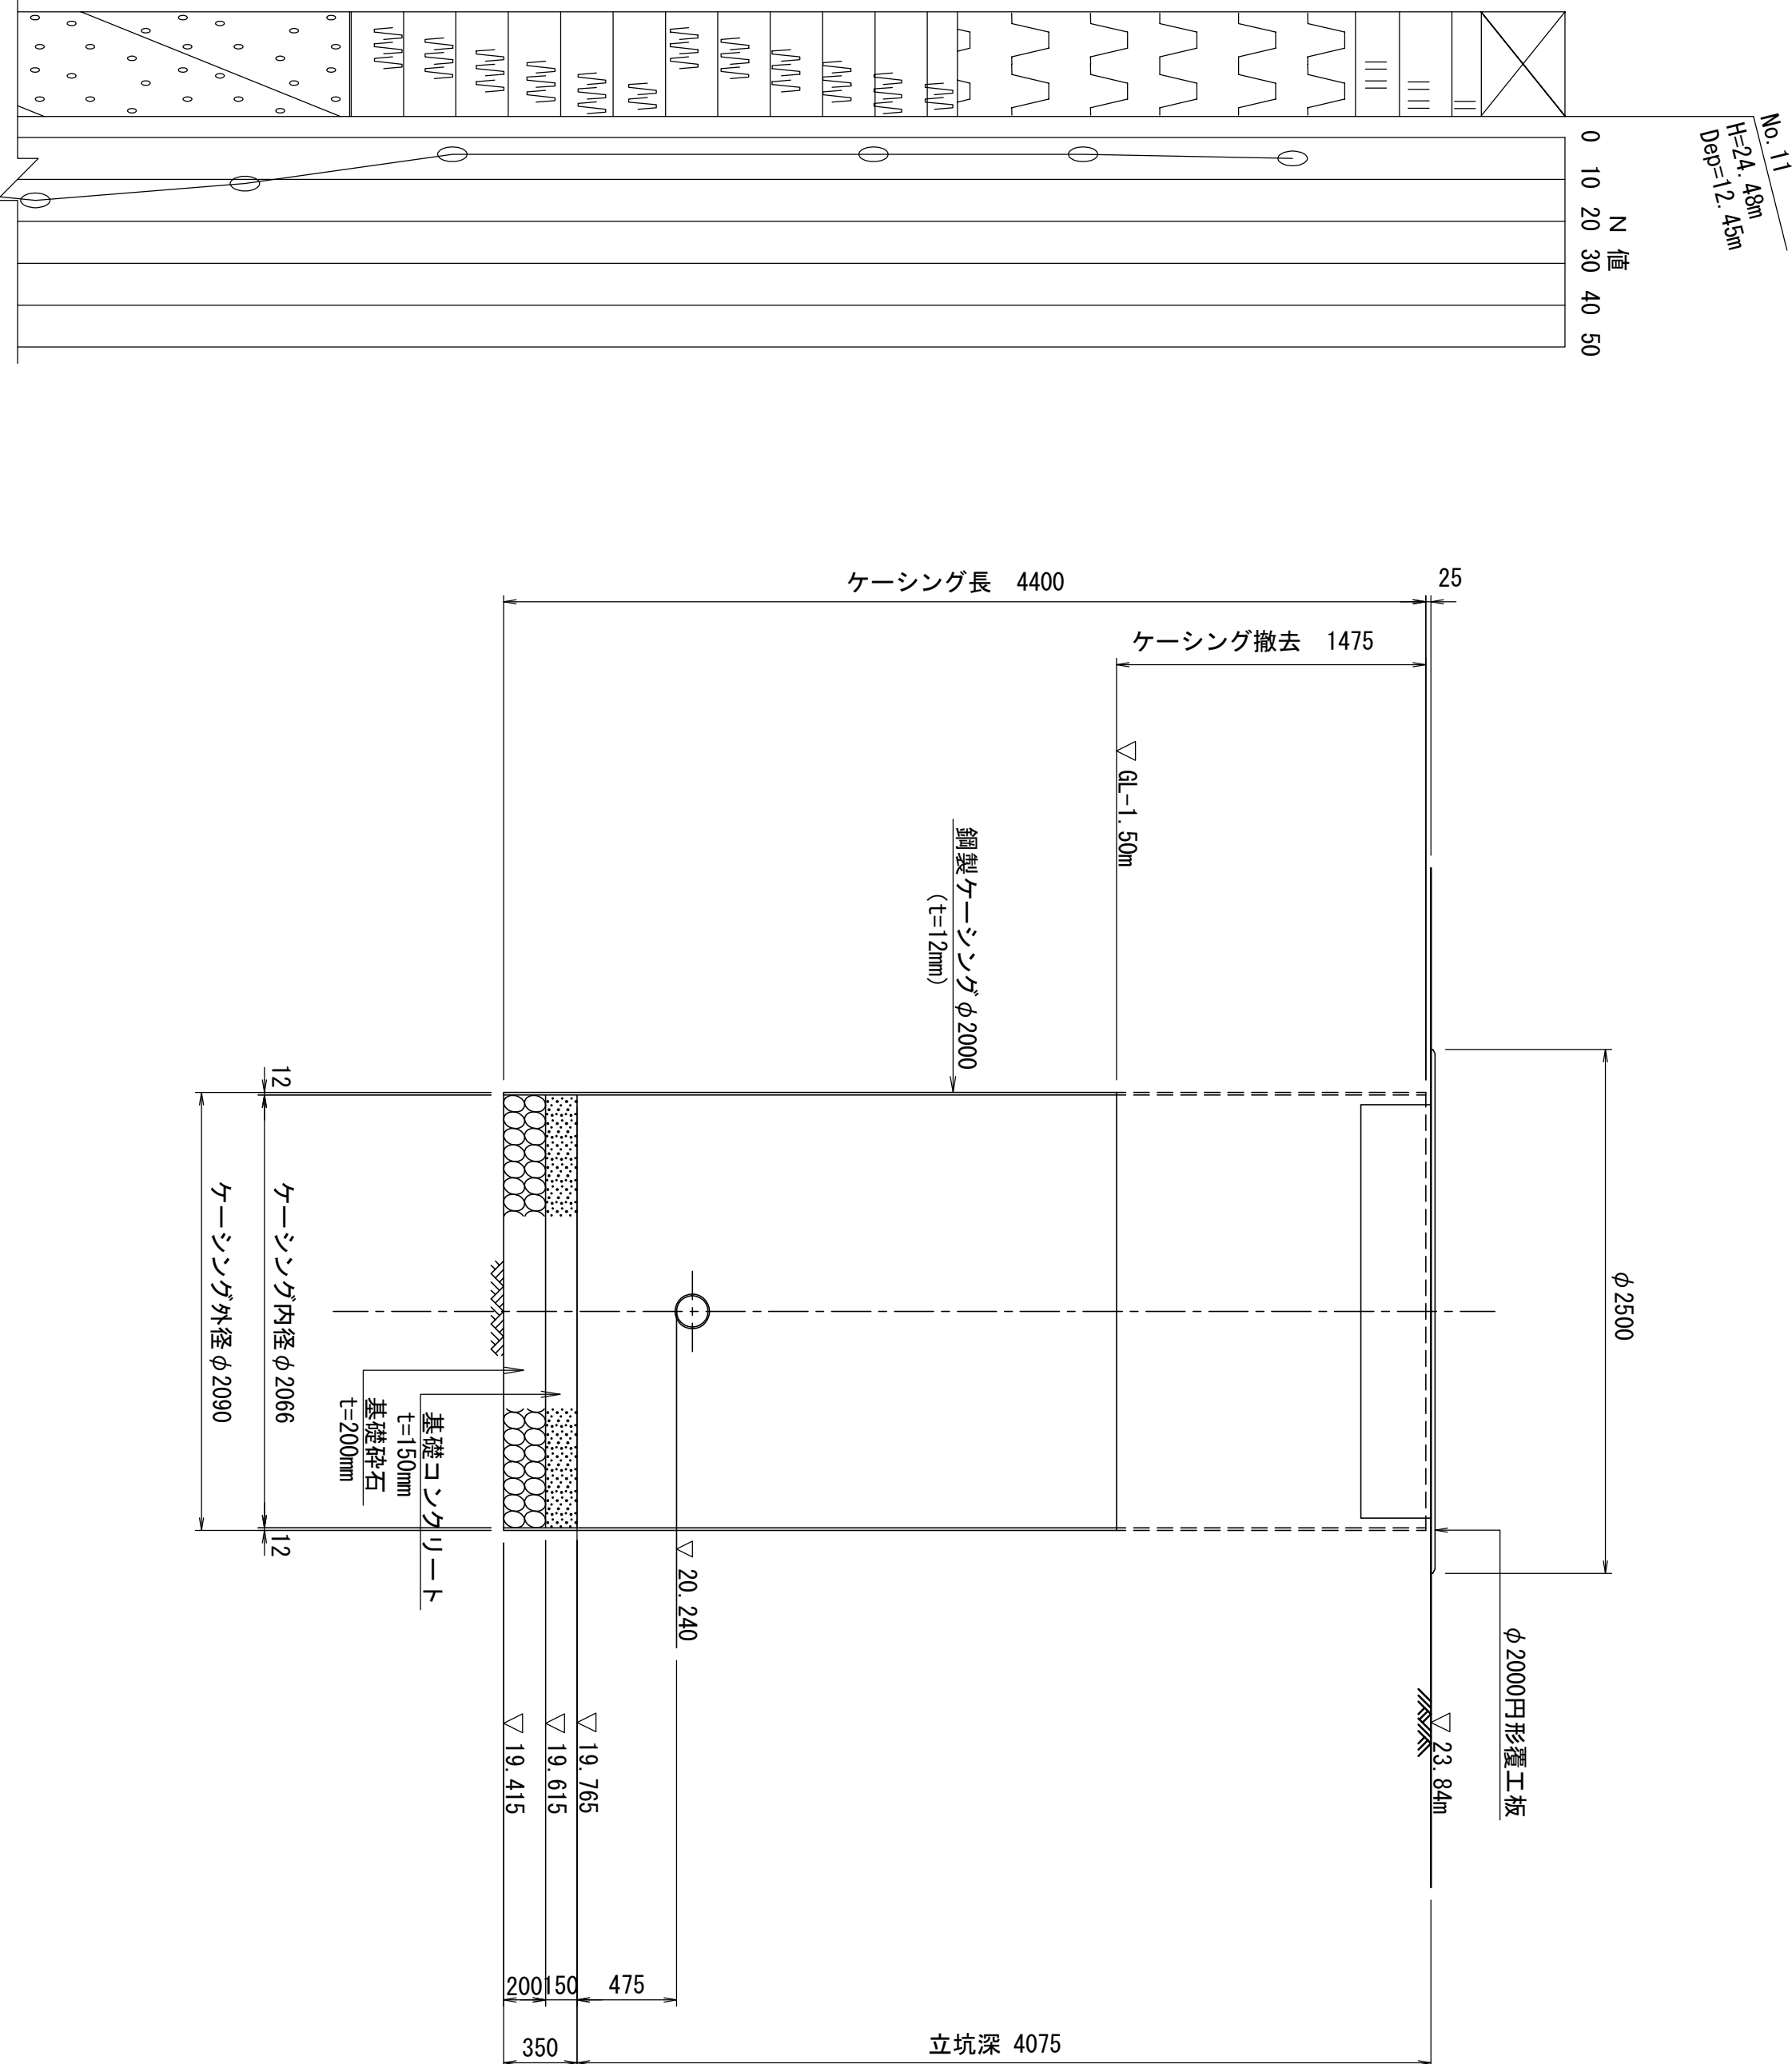 No. 11
H=24. 48m
Dep=12. 45m
N 値
0 10 20 30 40 50
ケーシング長 4400
25
ケーシング撤去 1475
GL-1. 50m
鋼製ケーシングφ2000
(t=12mm)
φ2500
φ2000円形覆工板
23. 84m
12
ケーシング内径φ2066
12
ケーシング外径φ2090
基礎コンクリート
t=150mm
基礎砕石
t=200mm
20. 240
19. 765
19. 615
19. 415
200
150
475
350
立坑深 4075